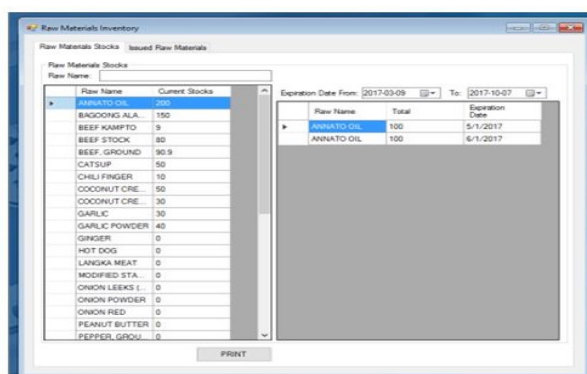 Raw Materials Inventory
Raw Materials Stocks Issued Raw Materials
Raw Materials Stocks
Raw Name:
Raw Name Current Stocks
ANNATO OIL 200
BAGOONG ALA... 150
BEEF KAMPTO 9
BEEF STOCK 80
BEEF, GROUND 90.9
CATSUP 50
CHILI FINGER 10
COCONUT CRE... 50
COCONUT CRE... 30
GARLIC 30
GARLIC POWDER 40
GINGER 0
HOT DOG 0
LANGKA MEAT 0
MODIFIED STA... 0
ONION LEEKS (... 0
ONION POWDER 0
ONION RED 0
PEANUT BUTTER 0
PEPPER, GROU... 0
Expiration Date From: 2017-03-09 To: 2017-10-07
Raw Name Total Expiration
Date
ANNATO OIL 100 5/1/2017
ANNATO OIL 100 6/1/2017
PRINT